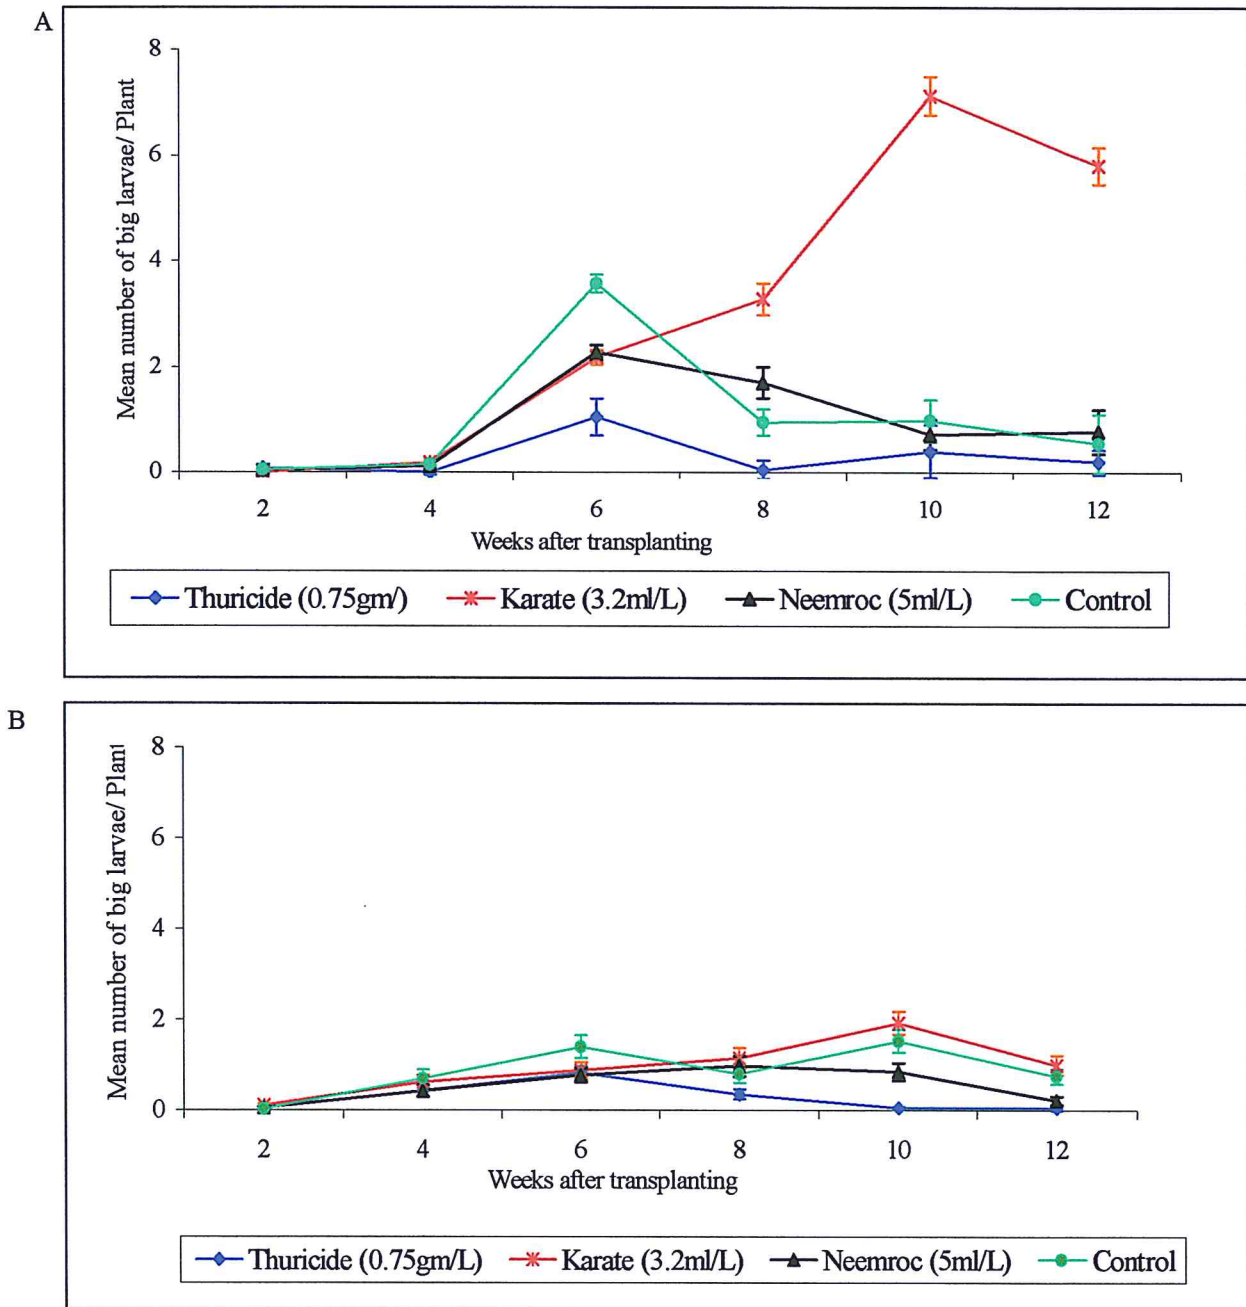 A
Mean number of big larvae/ Plant
8
6
4
2
0
2 4 6 8 10 12
Weeks after transplanting
Thuricide (0.75gm/) Karate (3.2ml/L) Neemroc (5ml/L) Control
B
Mean number of big larvae/ Plant
8
6
4
2
0
2 4 6 8 10 12
Weeks after transplanting
Thuricide (0.75gm/L) Karate (3.2ml/L) Neemroc (5ml/L) Control